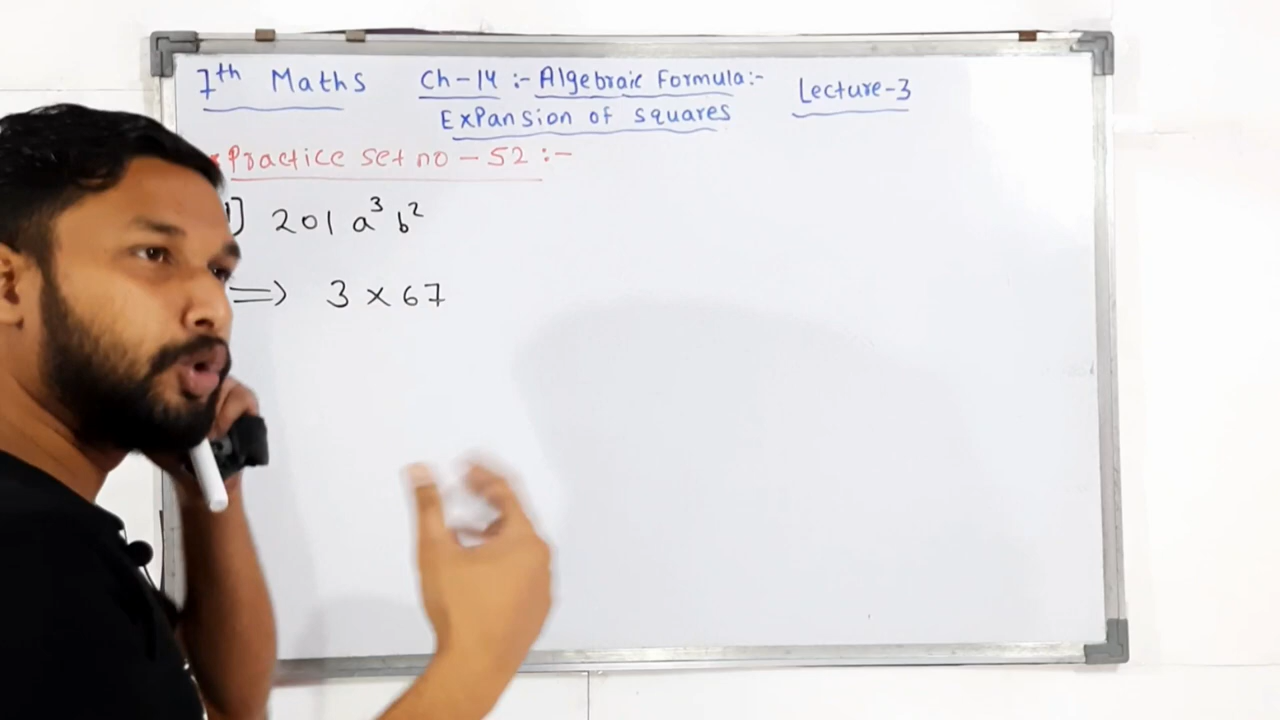 7th Maths Ch-14 :- Algebraic Formula:- Lecture-3
Expansion of squares
Practice set no - 52 :-
1] 201 a³ b²
⇒ 3 × 67